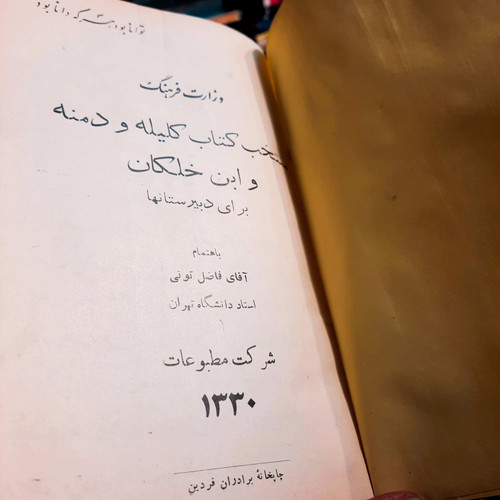 توانا بود هر که دانا بود
وزارت فرهنگ
منتخب کتاب کلیله و دمنه
و ابن خلکان
برای دبیرستانها
باهتمام
آقای فاضل تونی
استاد دانشگاه تهران
شرکت مطبوعات
۱۳۳۰
چاپخانهٔ برادران فردین